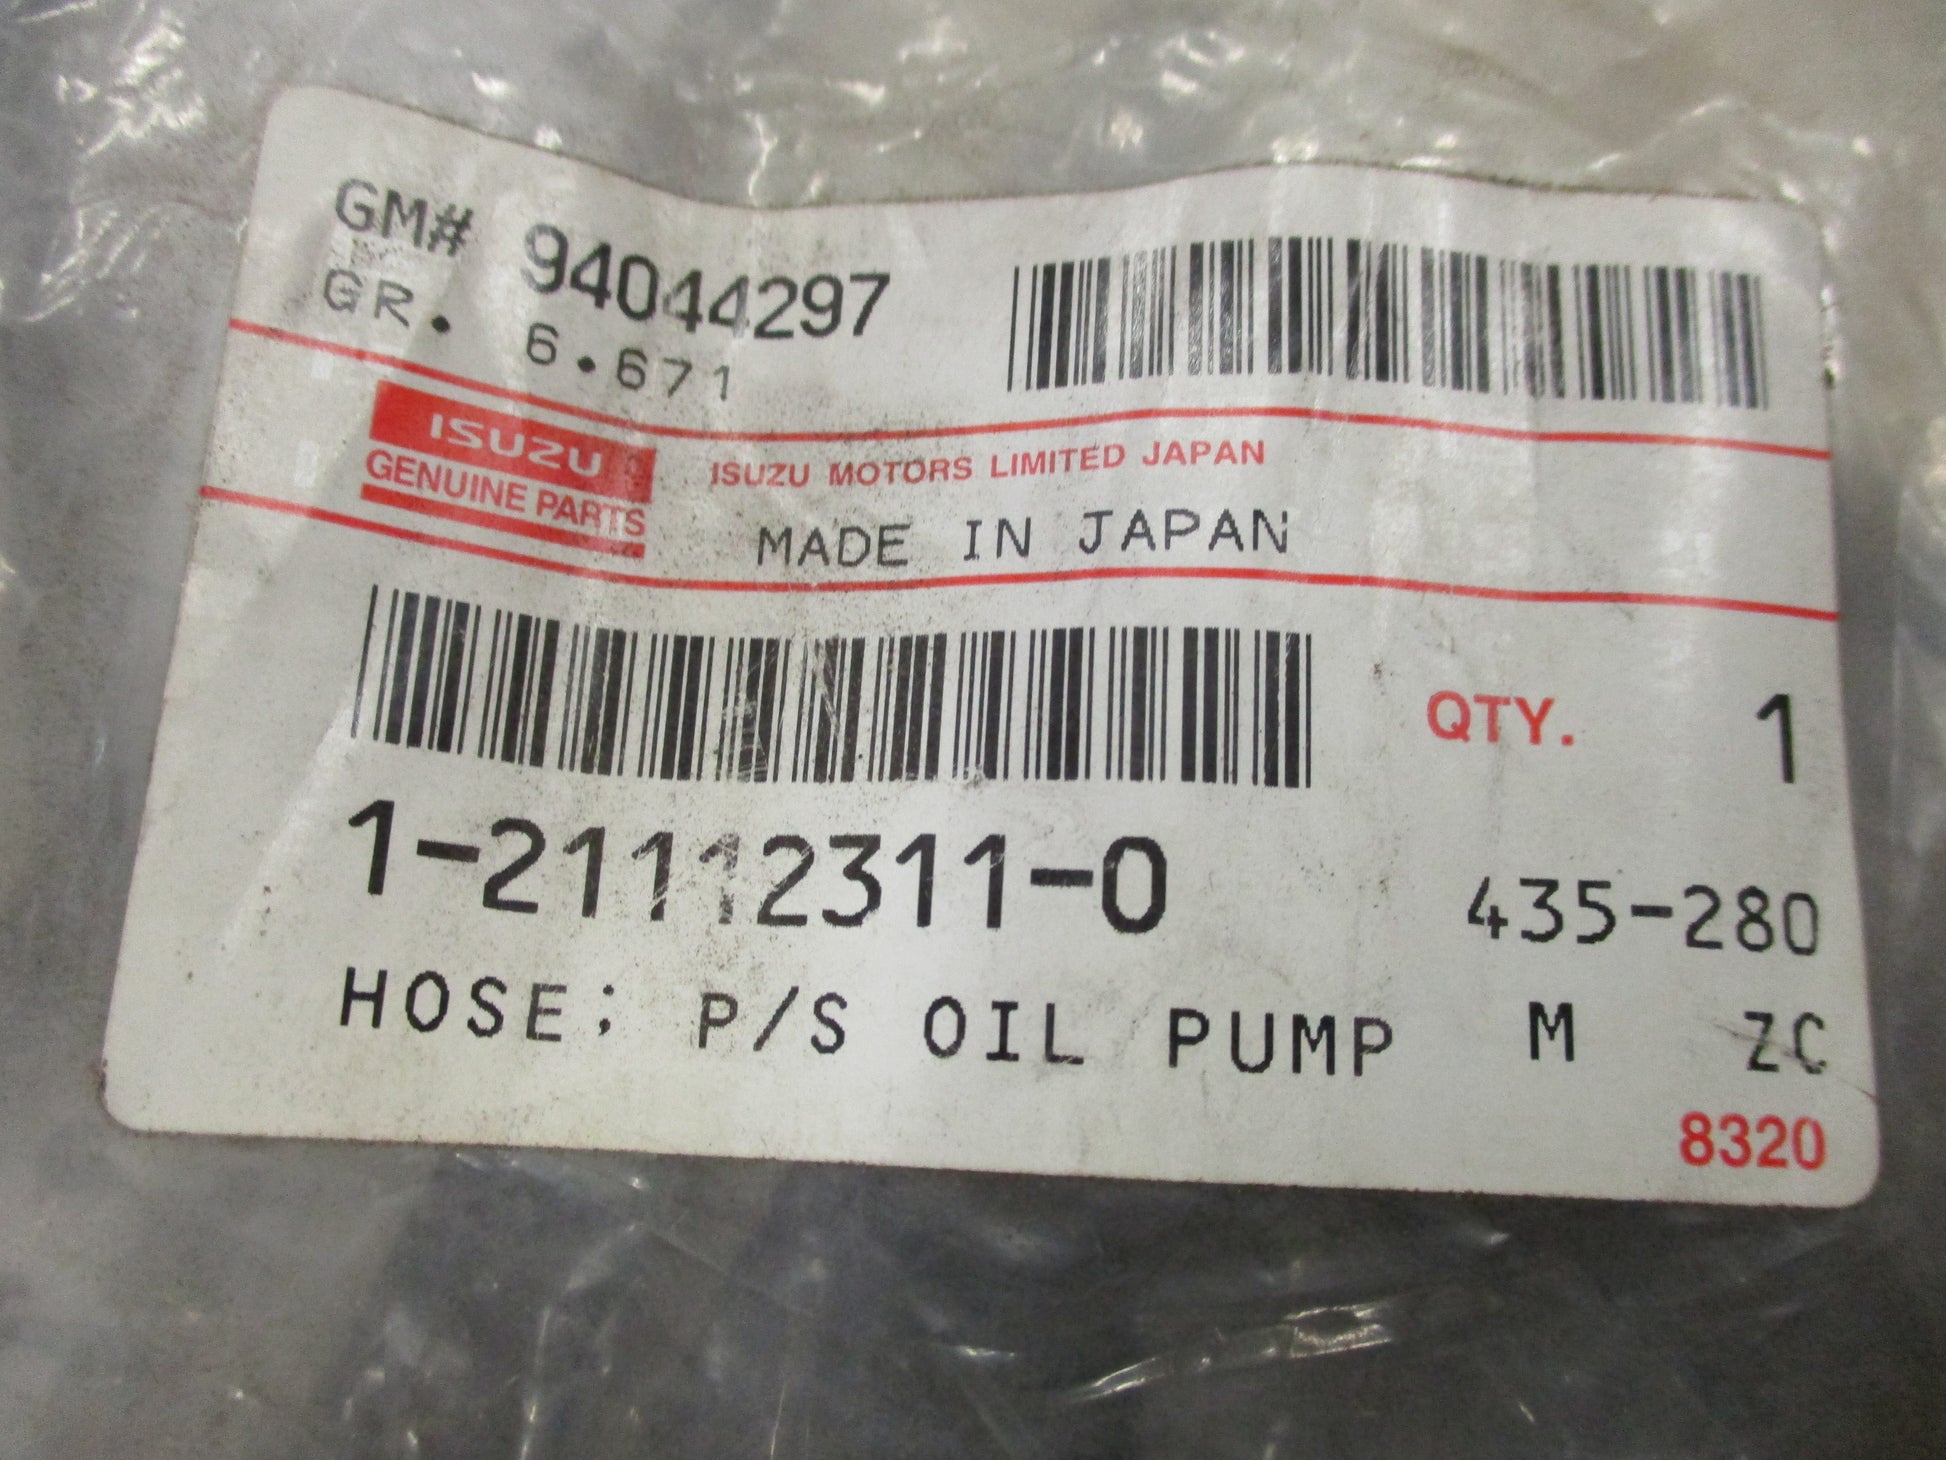 GM# 94044297
GR. 6.671
ISUZU
GENUINE PARTS
ISUZU MOTORS LIMITED JAPAN
MADE IN JAPAN
QTY. 1
1-21112311-0 435-280
HOSE; P/S OIL PUMP M ZC
8320